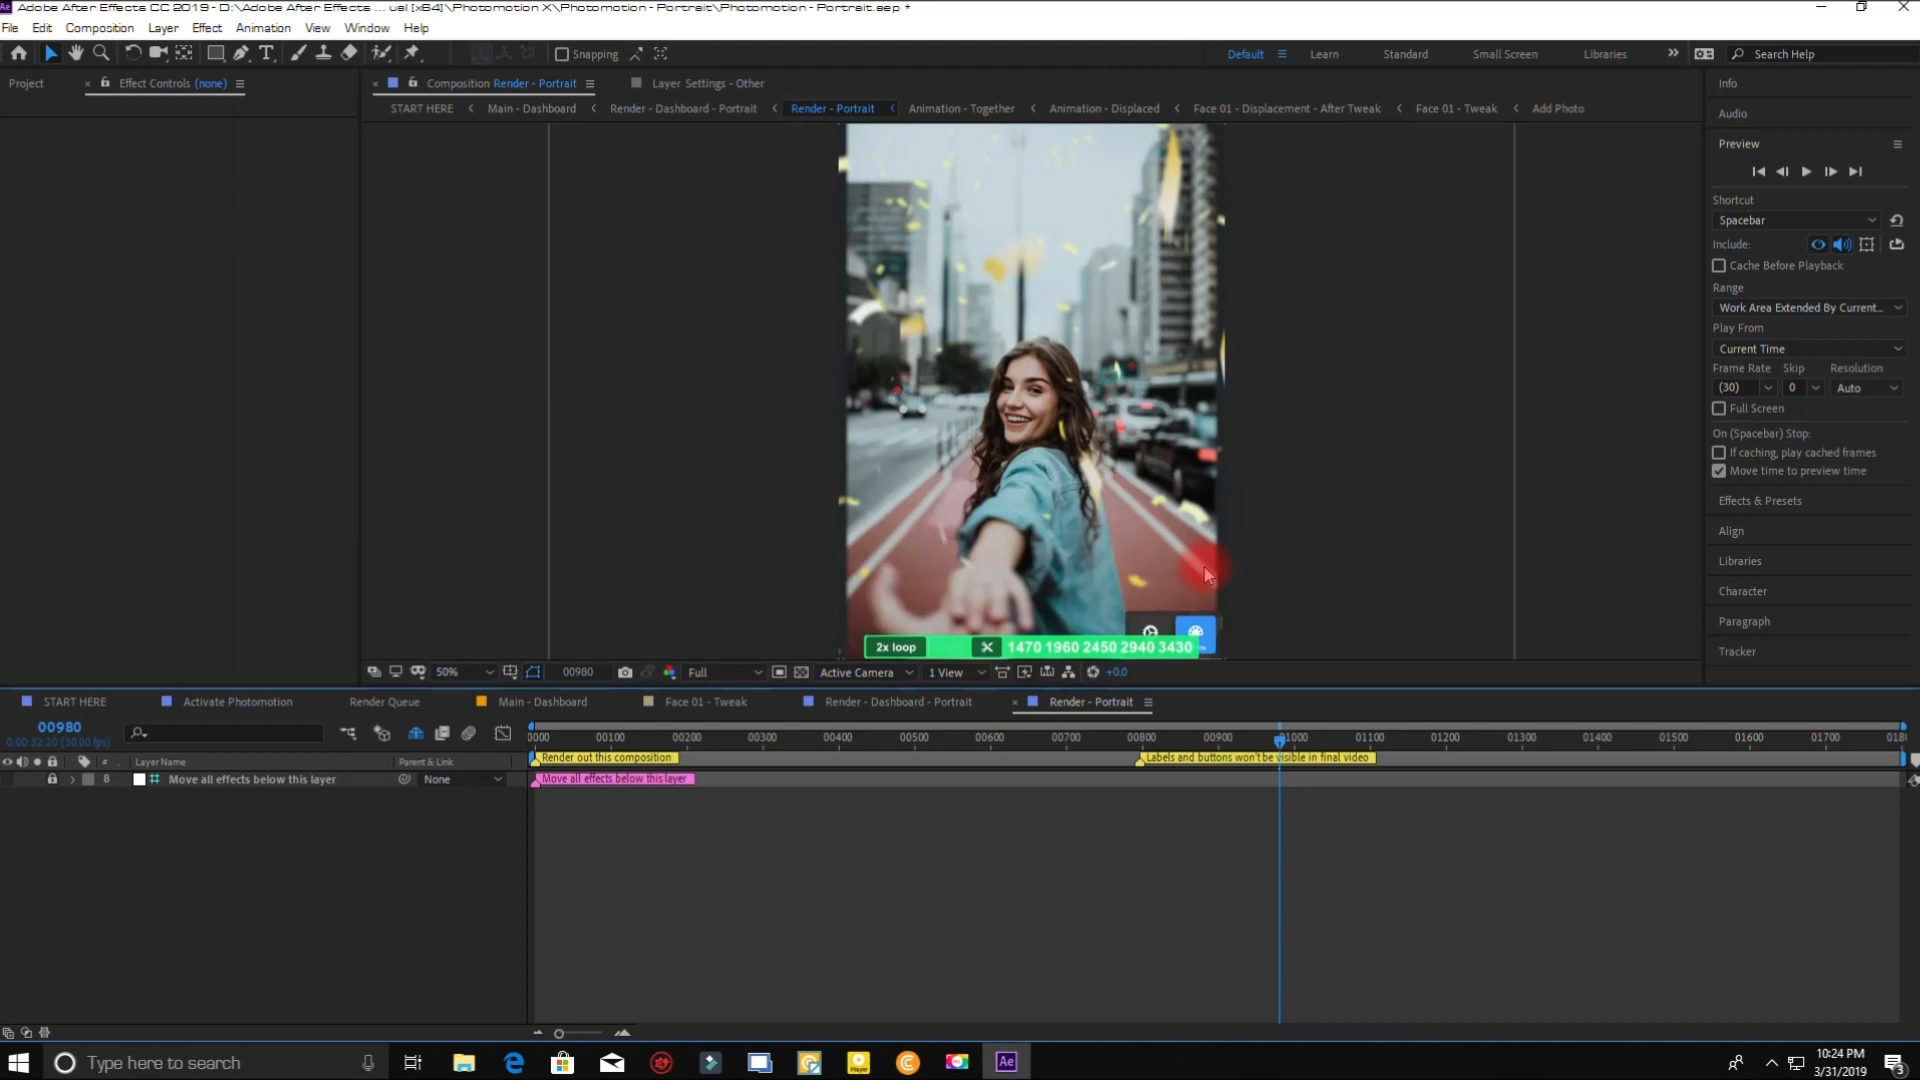 Ae Adobe After Effects CC 2019 - D:\Adobe After Effects ... ual [x64]\Photomotion X\Photomotion - Portrait\Photomotion - Portrait.aep *
File Edit Composition Layer Effect Animation View Window Help
Snapping Default Learn Standard Small Screen Libraries Search Help
Project Effect Controls (none) Composition Render - Portrait Layer Settings - Other Info
START HERE Main - Dashboard Render - Dashboard - Portrait Render - Portrait Animation - Together Animation - Displaced Face 01 - Displacement - After Tweak Face 01 - Tweak Add Photo
Audio
Preview
Shortcut
Spacebar
Include:
Cache Before Playback
Range
Work Area Extended By Current...
Play From
Current Time
Frame Rate Skip Resolution
(30) 0 Auto
Full Screen
On (Spacebar) Stop:
If caching, play cached frames
Move time to preview time
Effects & Presets
Align
Libraries
Character
Paragraph
Tracker
2x loop 1470 1960 2450 2940 3430
50% 00980 Full Active Camera 1 View +0.0
START HERE Activate Photomotion Render Queue Main - Dashboard Face 01 - Tweak Render - Dashboard - Portrait Render - Portrait
00980
0:00:32:20 (30.00 fps)
0000 00100 00200 00300 00400 00500 00600 00700 00800 00900 01000 01100 01200 01300 01400 01500 01600 01700 018
# Layer Name Parent & Link
Render out this composition Labels and buttons won't be visible in final video
8 Move all effects below this layer None Move all effects below this layer
Type here to search
Player
Ae
10:24 PM
3/31/2019
3